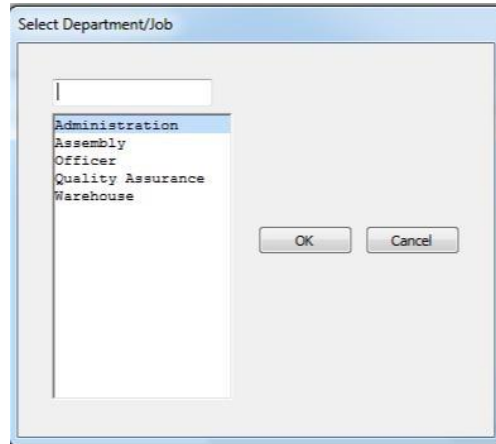 Select Department/Job
Administration
Assembly
Officer
Quality Assurance
Warehouse
OK
Cancel